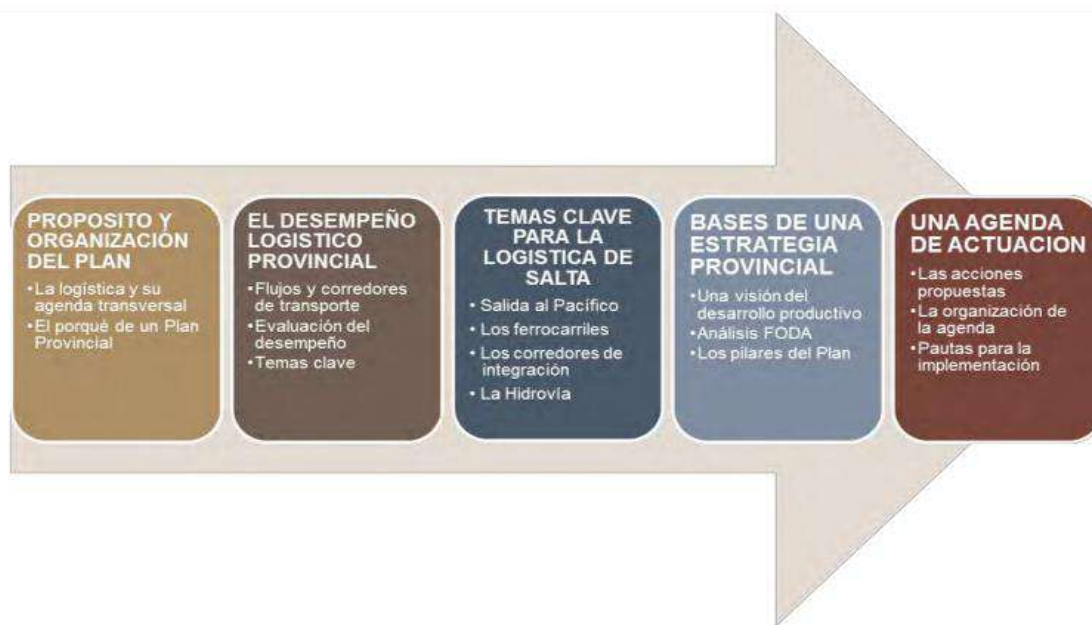 PROPOSITO Y
ORGANIZACIÓN
DEL PLAN
•La logística y su
agenda transversal
•El porqué de un Plan
Provincial
EL DESEMPEÑO
LOGISTICO
PROVINCIAL
•Flujos y corredores
de transporte
•Evaluación del
desempeño
•Temas clave
TEMAS CLAVE
PARA LA
LOGISTICA DE
SALTA
• Salida al Pacífico
• Los ferrocarriles
• Los corredores de
integración
• La Hidrovía
BASES DE UNA
ESTRATEGIA
PROVINCIAL
•Una visión del
desarrollo productivo
•Análisis FODA
•Los pilares del Plan
UNA AGENDA
DE ACTUACION
•Las acciones
propuestas
•La organización de
la agenda
•Pautas para la
implementación